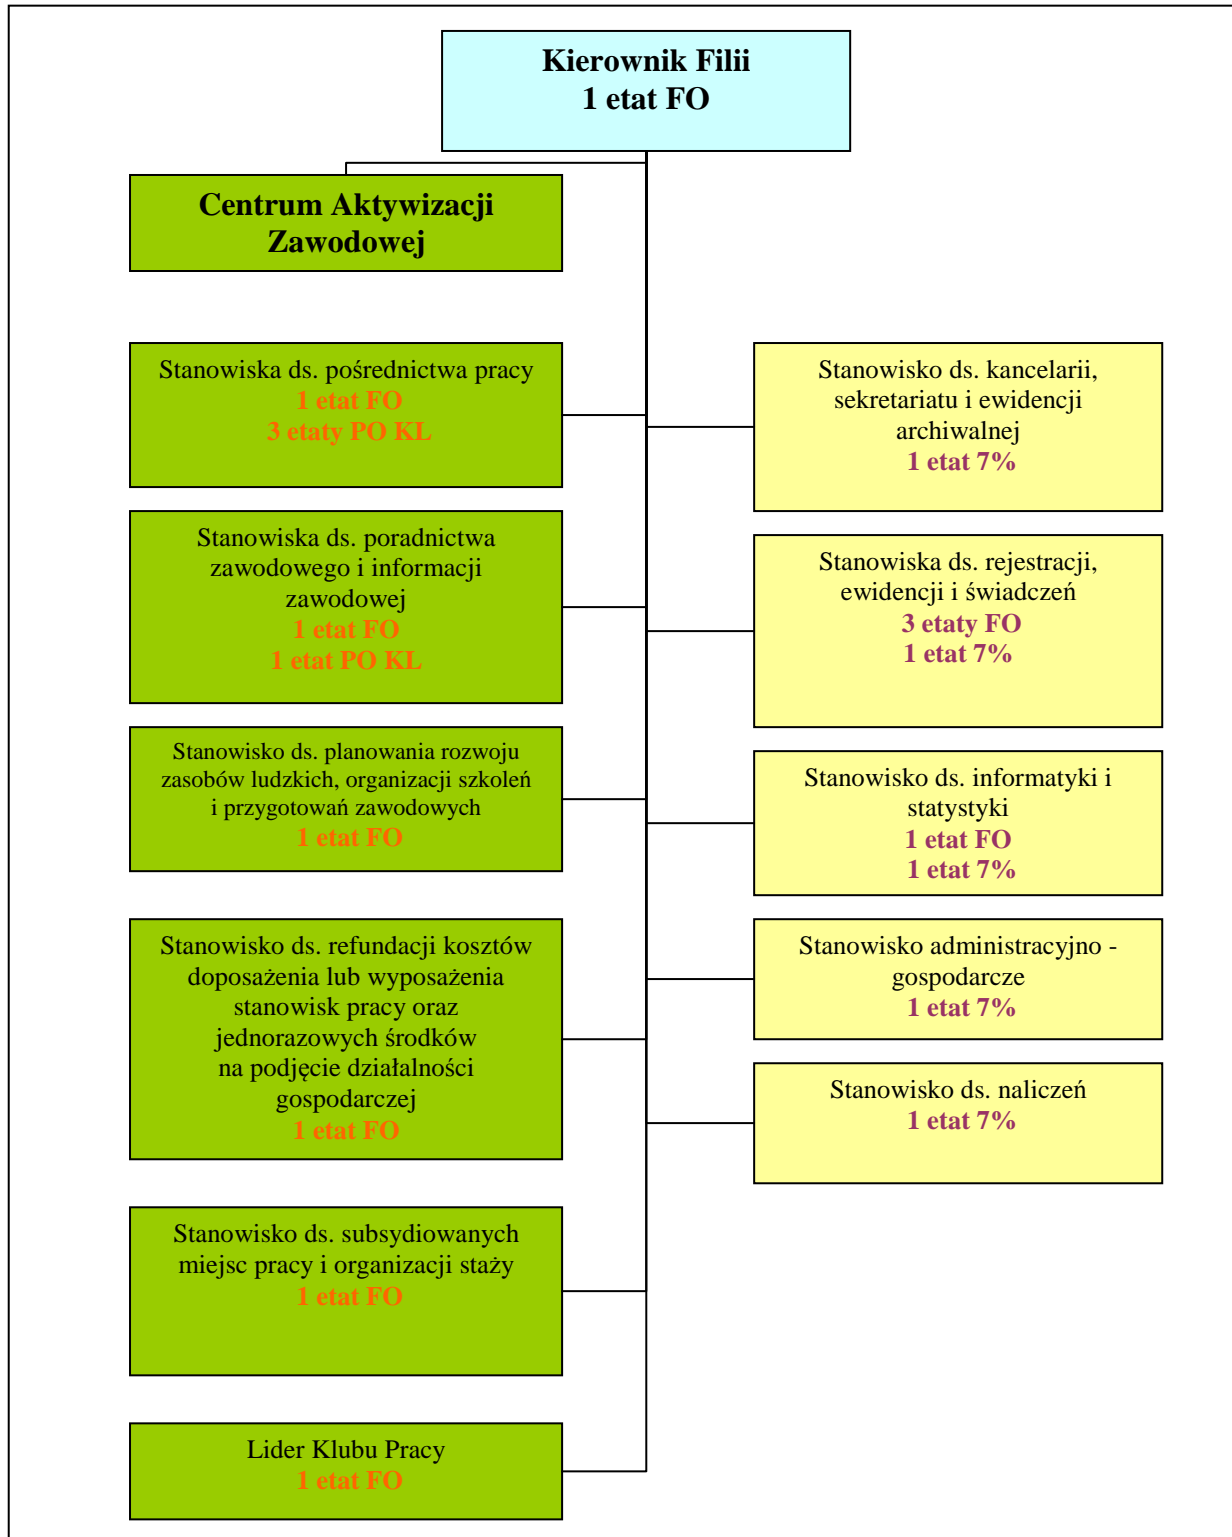 Kierownik Filii
1 etat FO
Centrum Aktywizacji
Zawodowej
Stanowiska ds. pośrednictwa pracy
1 etat FO
3 etaty PO KL
Stanowiska ds. poradnictwa
zawodowego i informacji
zawodowej
1 etat FO
1 etat PO KL
Stanowisko ds. planowania rozwoju
zasobów ludzkich, organizacji szkoleń
i przygotowań zawodowych
1 etat FO
Stanowisko ds. refundacji kosztów
doposażenia lub wyposażenia
stanowisk pracy oraz
jednorazowych środków
na podjęcie działalności
gospodarczej
1 etat FO
Stanowisko ds. subsydiowanych
miejsc pracy i organizacji staży
1 etat FO
Lider Klubu Pracy
1 etat FO
Stanowisko ds. kancelarii,
sekretariatu i ewidencji
archiwalnej
1 etat 7%
Stanowiska ds. rejestracji,
ewidencji i świadczeń
3 etaty FO
1 etat 7%
Stanowisko ds. informatyki i
statystyki
1 etat FO
1 etat 7%
Stanowisko administracyjno -
gospodarcze
1 etat 7%
Stanowisko ds. naliczeń
1 etat 7%